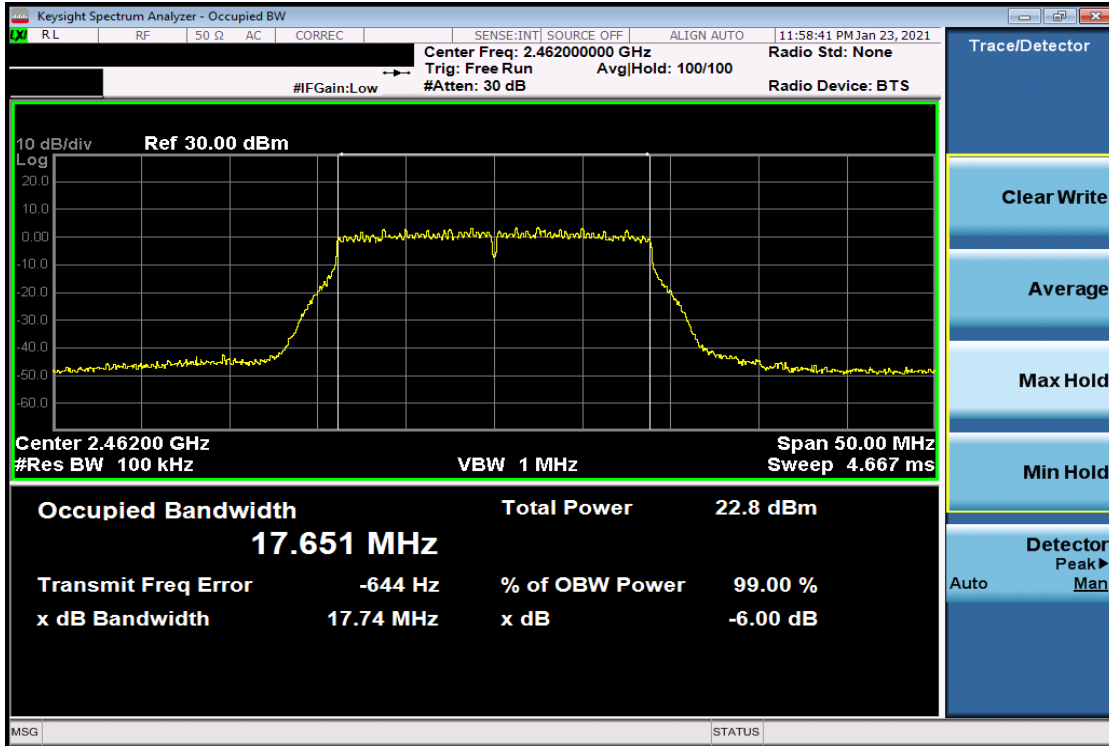 Keysight Spectrum Analyzer - Occupied BW
LXI RL RF 50 Ω AC CORREC SENSE:INT SOURCE OFF ALIGN AUTO 11:58:41 PM Jan 23, 2021
Center Freq: 2.462000000 GHz Radio Std: None
Trig: Free Run Avg|Hold: 100/100
#IFGain:Low #Atten: 30 dB Radio Device: BTS
10 dB/div Ref 30.00 dBm
Log
20.0
10.0
0.00
-10.0
-20.0
-30.0
-40.0
-50.0
-60.0
Center 2.46200 GHz Span 50.00 MHz
#Res BW 100 kHz VBW 1 MHz Sweep 4.667 ms
Occupied Bandwidth Total Power 22.8 dBm
17.651 MHz
Transmit Freq Error -644 Hz % of OBW Power 99.00 %
x dB Bandwidth 17.74 MHz x dB -6.00 dB
Trace/Detector
Clear Write
Average
Max Hold
Min Hold
Detector
Peak▶
Auto Man
MSG STATUS